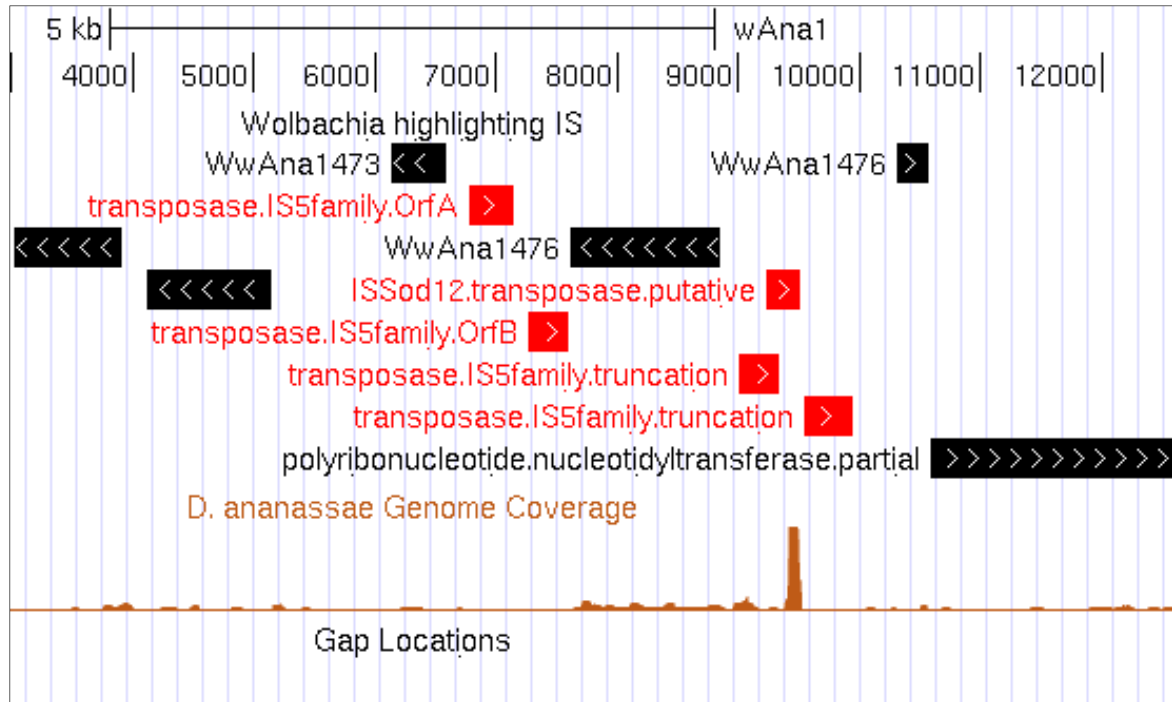 5 kb wAna1
4000 5000 6000 7000 8000 9000 10000 11000 12000
Wolbachia highlighting IS
WwAna1473 WwAna1476
transposase.IS5family.OrfA
WwAna1476
ISSod12.transposase.putative
transposase.IS5family.OrfB
transposase.IS5family.truncation
transposase.IS5family.truncation
polyribonucleotide.nucleotidyltransferase.partial
D. ananassae Genome Coverage
Gap Locations